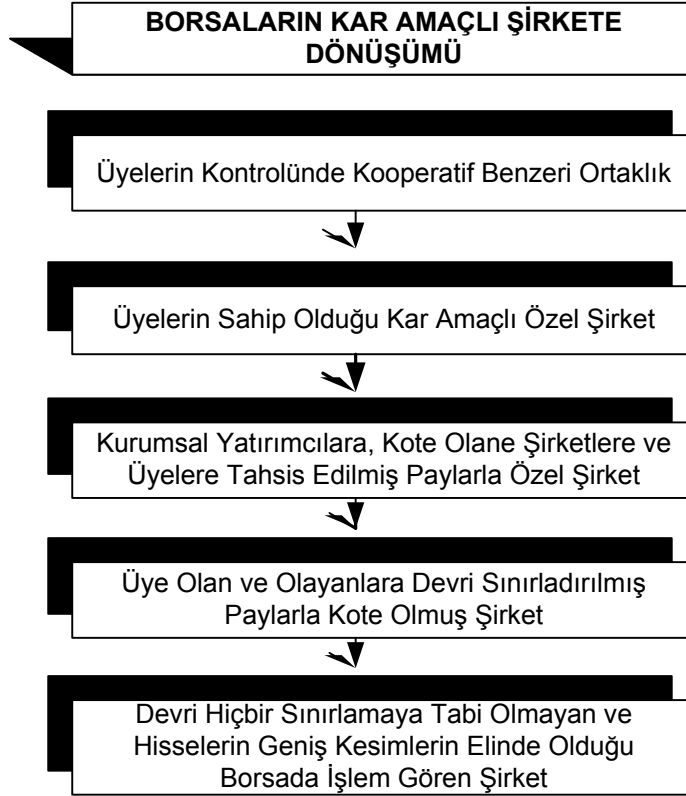 BORSALARIN KAR AMAÇLI ŞİRKETE
DÖNÜŞÜMÜ
Üyelerin Kontrolünde Kooperatif Benzeri Ortaklık
Üyelerin Sahip Olduğu Kar Amaçlı Özel Şirket
Kurumsal Yatırımcılara, Kote Olane Şirketlere ve
Üyelere Tahsis Edilmiş Paylarla Özel Şirket
Üye Olan ve Olayanlara Devri Sınırladırılmış
Paylarla Kote Olmuş Şirket
Devri Hiçbir Sınırlamaya Tabi Olmayan ve
Hisselerin Geniş Kesimlerin Elinde Olduğu
Borsada İşlem Gören Şirket